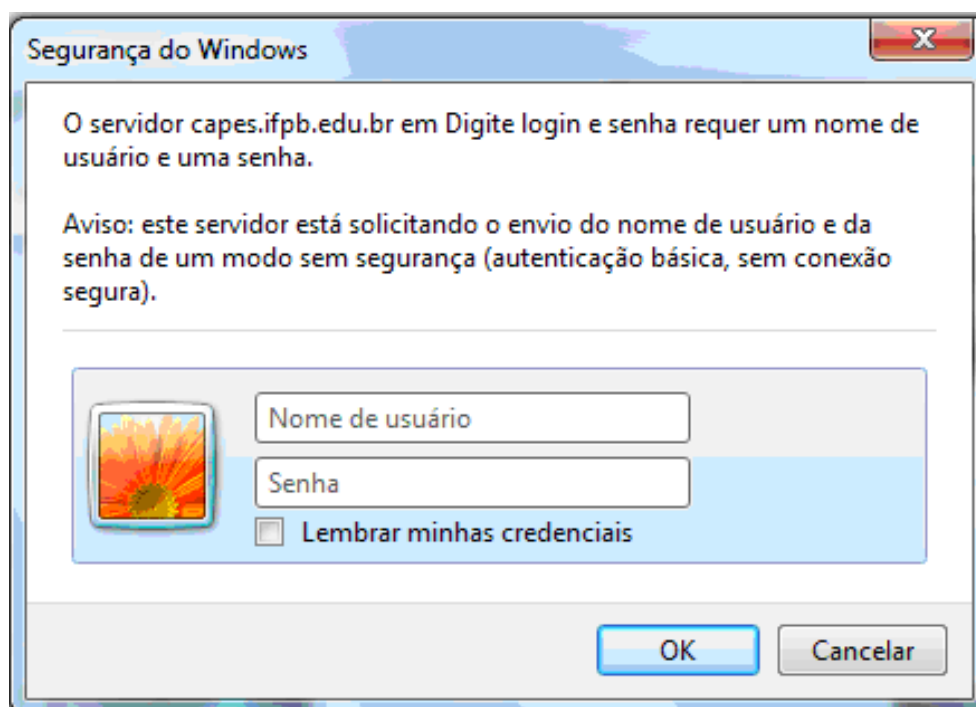 Segurança do Windows
O servidor capes.ifpb.edu.br em Digite login e senha requer um nome de
usuário e uma senha.
Aviso: este servidor está solicitando o envio do nome de usuário e da
senha de um modo sem segurança (autenticação básica, sem conexão
segura).
Nome de usuário
Senha
Lembrar minhas credenciais
OK
Cancelar